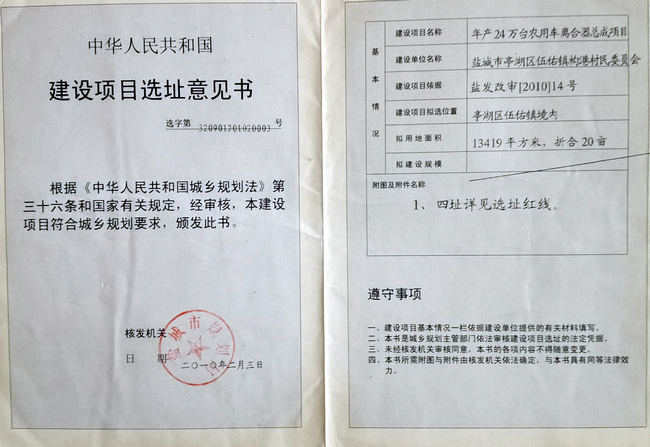 中华人民共和国
建设项目选址意见书
选字第 320901201020003 号
根据《中华人民共和国城乡规划法》第
三十六条和国家有关规定，经审核，本建设
项目符合城乡规划要求，颁发此书。
核发机关
日 期 二〇一〇年二月三日
基本情况
建设项目名称 年产24万台农用车离合器总成项目
建设单位名称 盐城市亭湖区伍佑镇构港村民委员会
建设项目依据 盐发改审[2010]14号
建设项目拟选位置 亭湖区伍佑镇境内
拟用地面积 13419平方米，折合20亩
拟建设规模
附图及附件名称
1、四址详见选址红线。
遵守事项
一、建设项目基本情况一栏依据建设单位提供的有关材料填写。
二、本书是城乡规划主管部门依法审核建设项目选址的法定凭据。
三、未经核发机关审核同意，本书的各项内容不得随意变更。
四、本书所需附图与附件由核发机关依法确定，与本书具有同等法律效
力。